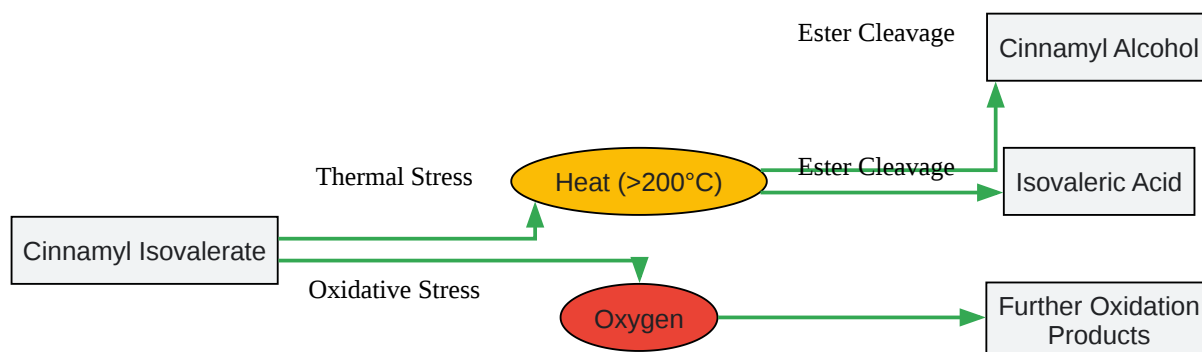 Ester Cleavage
Cinnamyl Alcohol
Thermal Stress
Heat (>200°C)
Ester Cleavage
Isovaleric Acid
Cinnamyl Isovalerate
Oxidative Stress
Oxygen
Further Oxidation
Products